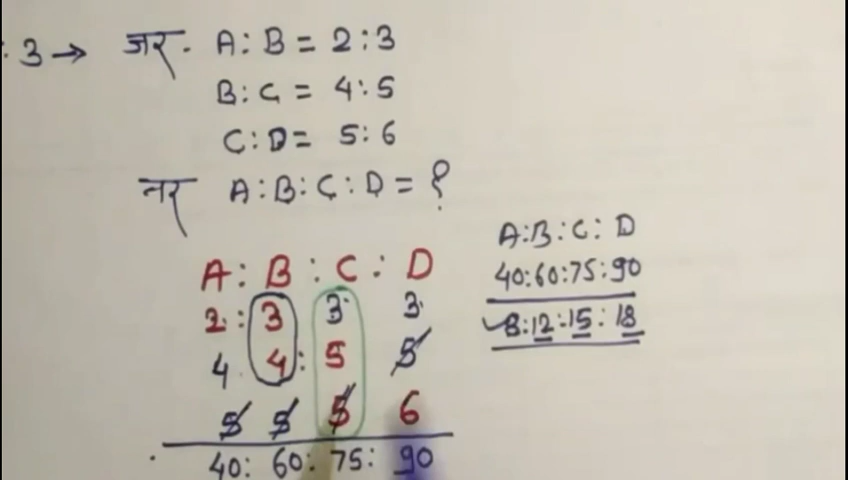 : 3 → जर. A:B = 2:3
B:C = 4:5
C:D = 5:6
तर A:B:C:D = ?
A: B : C : D
2: : 3 3: 3:
4 4: 5 5
5 5 5 6
40: 60: 75: 90
A:B:C: D
40:60:75:90
8:12:15:18